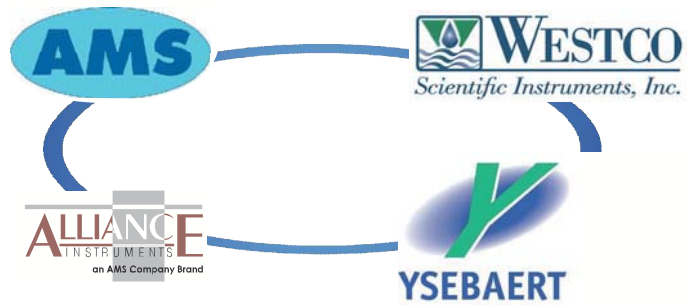 AMS
WESTCO
Scientific Instruments, Inc.
ALLIANCE
INSTRUMENTS
an AMS Company Brand
YSEBAERT